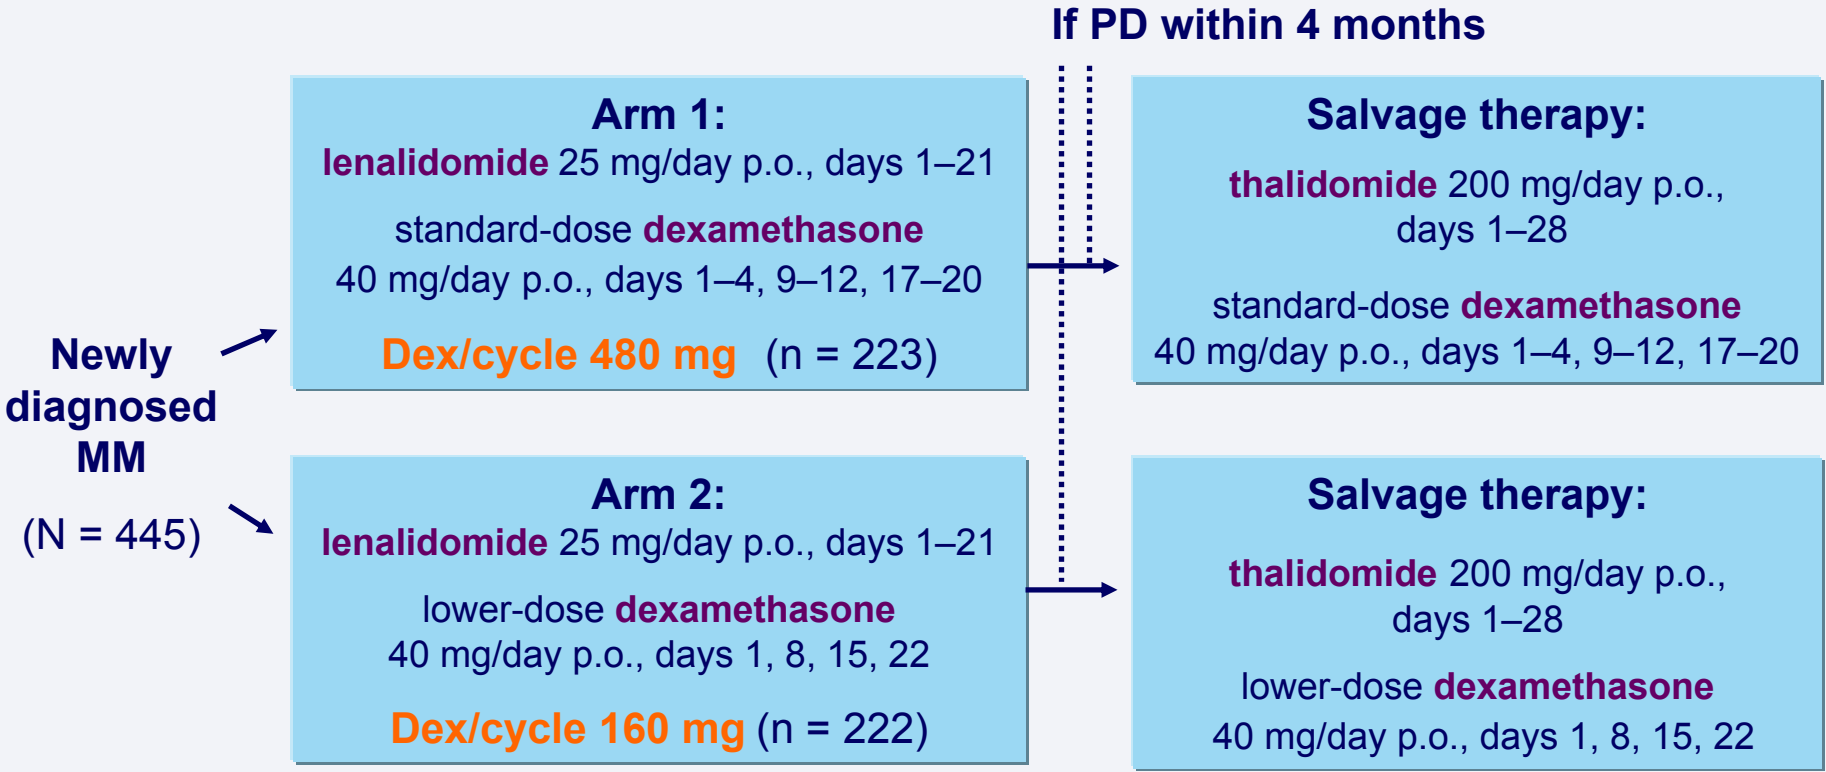 If PD within 4 months
Newly
diagnosed
MM
(N = 445)
Arm 1:
lenalidomide 25 mg/day p.o., days 1–21
standard-dose dexamethasone
40 mg/day p.o., days 1–4, 9–12, 17–20
Dex/cycle 480 mg (n = 223)
Salvage therapy:
thalidomide 200 mg/day p.o.,
days 1–28
standard-dose dexamethasone
40 mg/day p.o., days 1–4, 9–12, 17–20
Arm 2:
lenalidomide 25 mg/day p.o., days 1–21
lower-dose dexamethasone
40 mg/day p.o., days 1, 8, 15, 22
Dex/cycle 160 mg (n = 222)
Salvage therapy:
thalidomide 200 mg/day p.o.,
days 1–28
lower-dose dexamethasone
40 mg/day p.o., days 1, 8, 15, 22